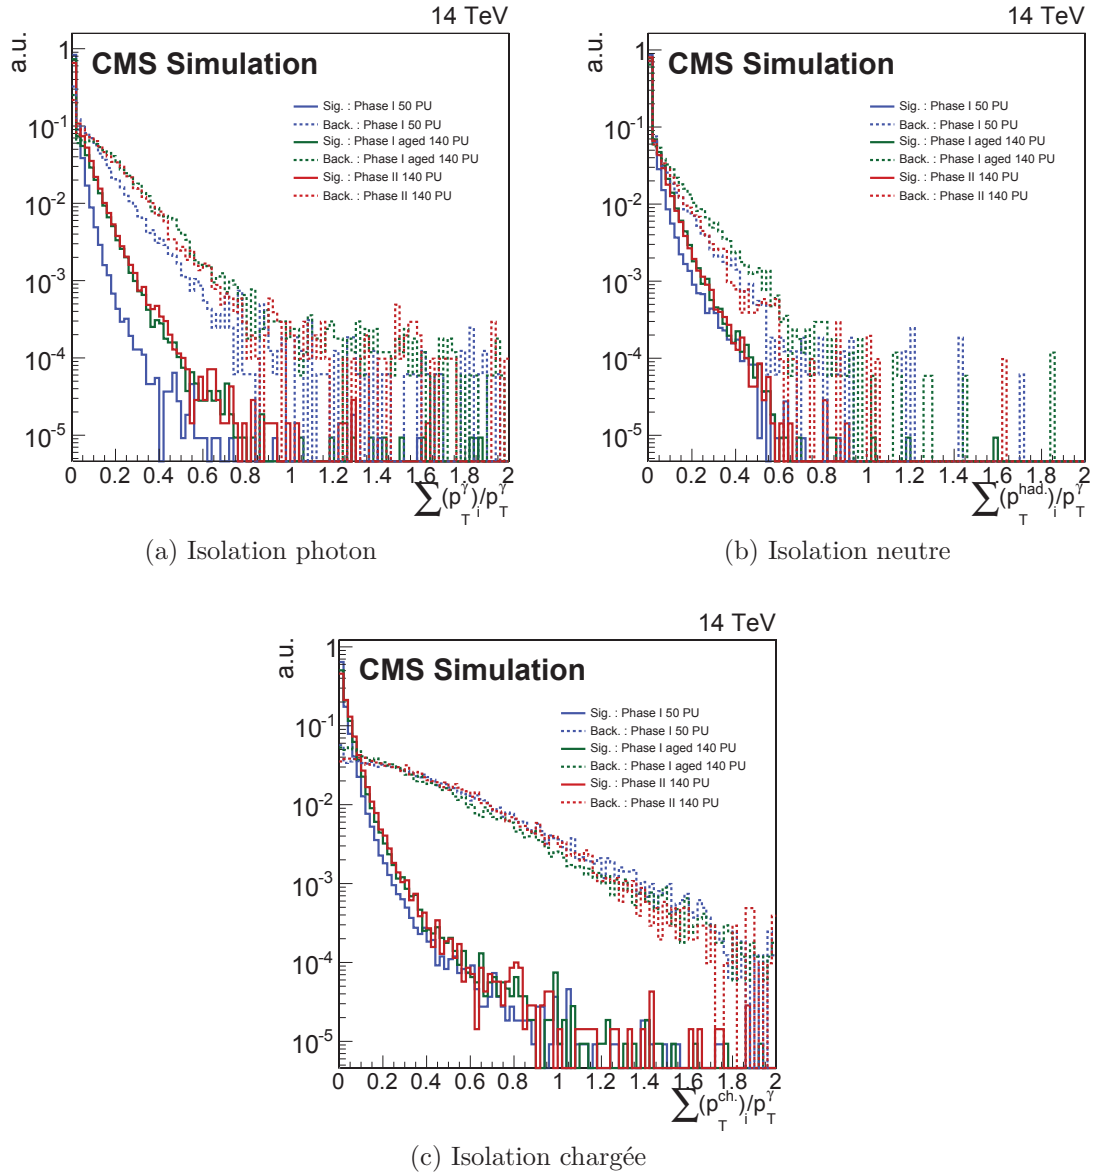 14 TeV
a.u.
CMS Simulation
Sig. : Phase I 50 PU
Back. : Phase I 50 PU
Sig. : Phase I aged 140 PU
Back. : Phase I aged 140 PU
Sig. : Phase II 140 PU
Back. : Phase II 140 PU
1
10⁻¹
10⁻²
10⁻³
10⁻⁴
10⁻⁵
0 0.2 0.4 0.6 0.8 1 1.2 1.4 1.6 1.8 2
∑(p_T^γ)_i/p_T^γ
(a) Isolation photon
14 TeV
a.u.
CMS Simulation
Sig. : Phase I 50 PU
Back. : Phase I 50 PU
Sig. : Phase I aged 140 PU
Back. : Phase I aged 140 PU
Sig. : Phase II 140 PU
Back. : Phase II 140 PU
1
10⁻¹
10⁻²
10⁻³
10⁻⁴
10⁻⁵
0 0.2 0.4 0.6 0.8 1 1.2 1.4 1.6 1.8 2
∑(p_T^had.)_i/p_T^γ
(b) Isolation neutre
14 TeV
a.u.
CMS Simulation
Sig. : Phase I 50 PU
Back. : Phase I 50 PU
Sig. : Phase I aged 140 PU
Back. : Phase I aged 140 PU
Sig. : Phase II 140 PU
Back. : Phase II 140 PU
1
10⁻¹
10⁻²
10⁻³
10⁻⁴
10⁻⁵
0 0.2 0.4 0.6 0.8 1 1.2 1.4 1.6 1.8 2
∑(p_T^ch.)_i/p_T^γ
(c) Isolation chargée